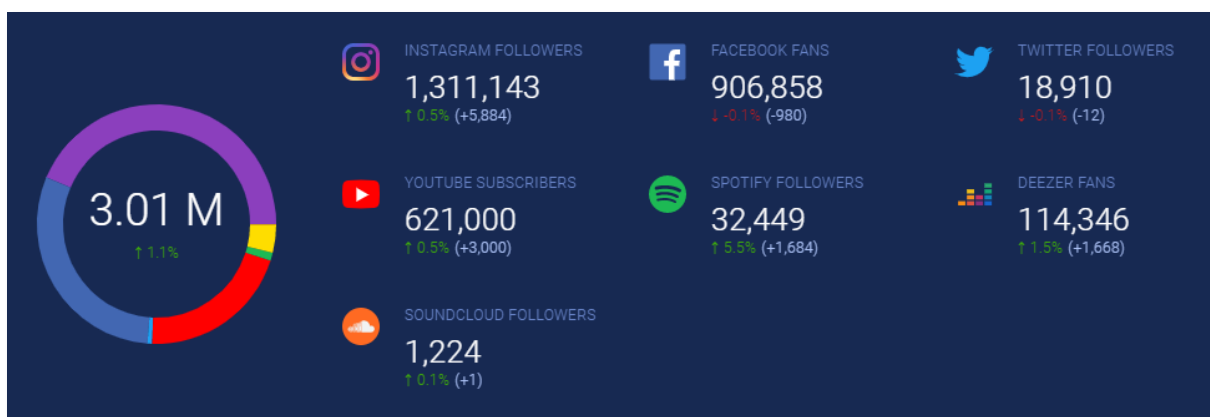 INSTAGRAM FOLLOWERS
1,311,143
↑ 0.5% (+5,884)
FACEBOOK FANS
906,858
↓ -0.1% (-980)
TWITTER FOLLOWERS
18,910
↓ -0.1% (-12)
3.01 M
↑ 1.1%
YOUTUBE SUBSCRIBERS
621,000
↑ 0.5% (+3,000)
SPOTIFY FOLLOWERS
32,449
↑ 5.5% (+1,684)
DEEZER FANS
114,346
↑ 1.5% (+1,668)
SOUNDCLOUD FOLLOWERS
1,224
↑ 0.1% (+1)